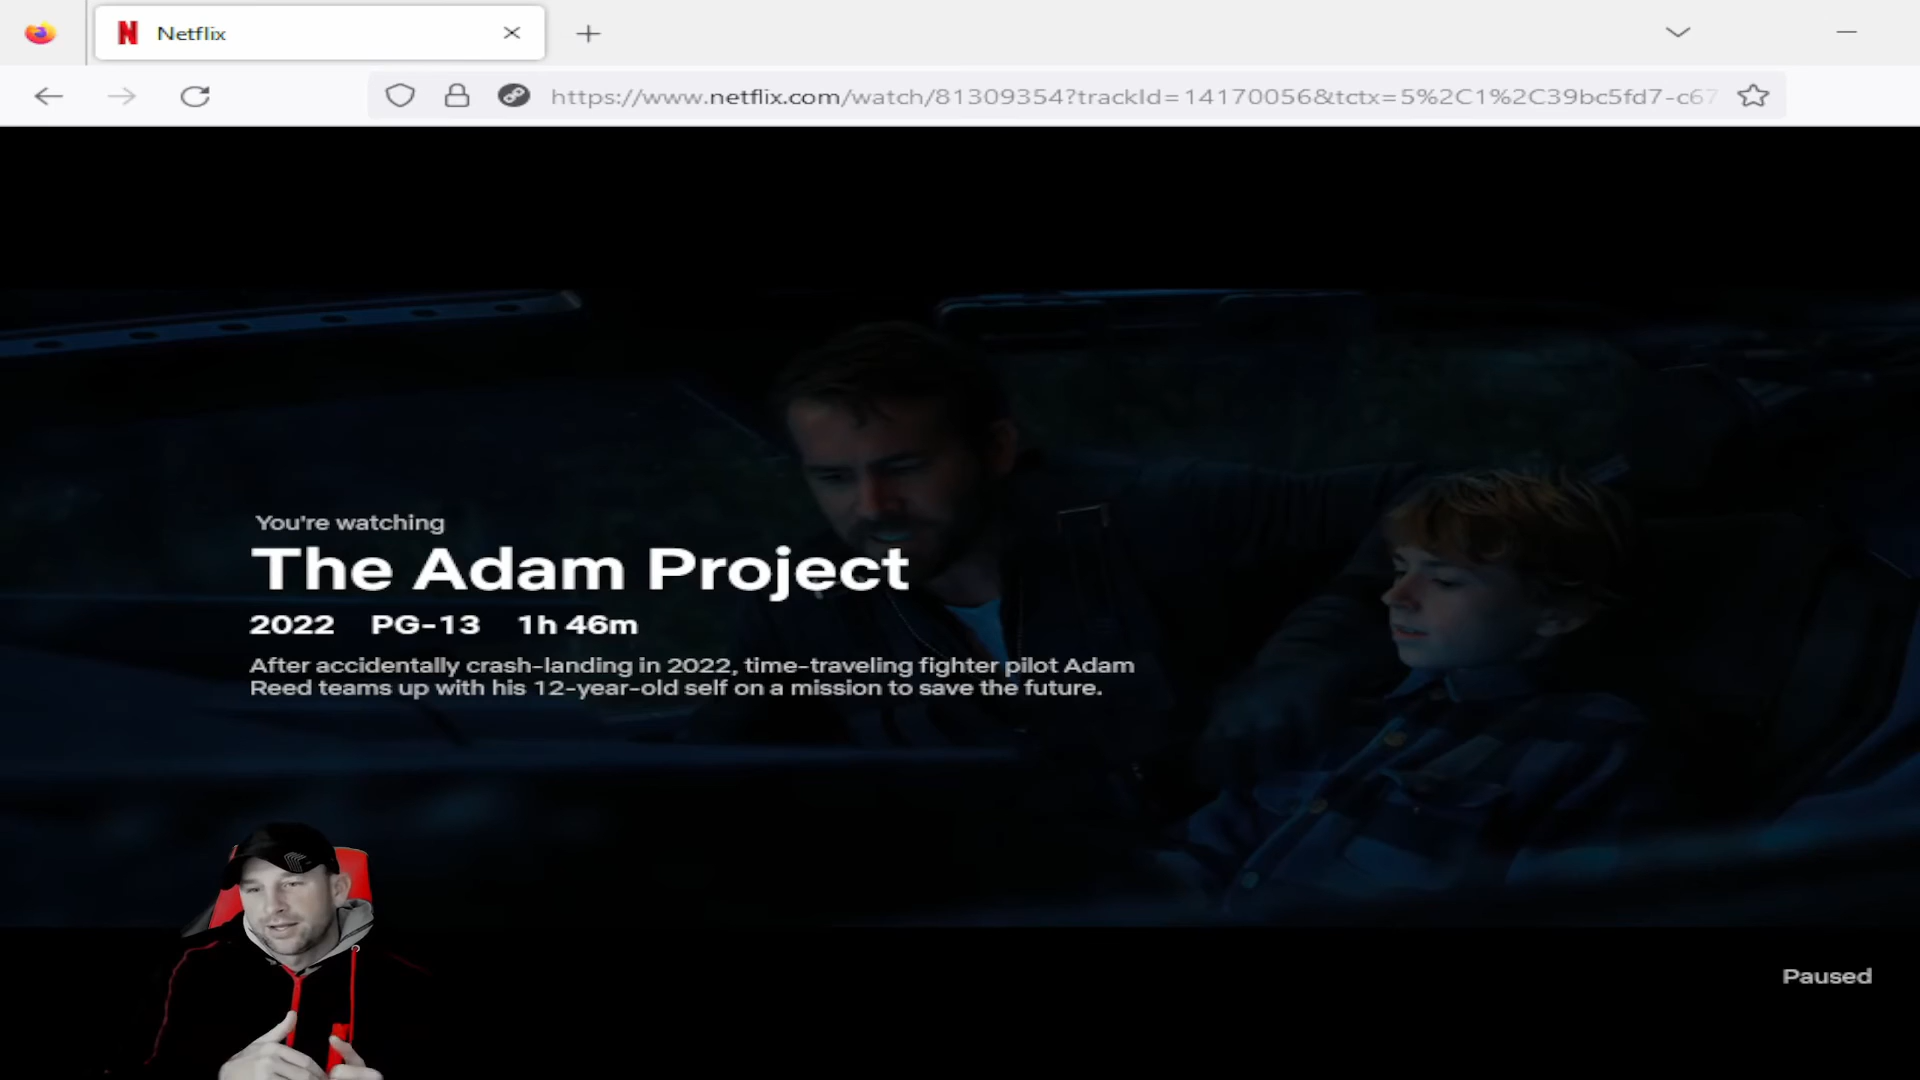 Netflix
https://www.netflix.com/watch/81309354?trackId=14170056&tctx=5%2C1%2C39bc5fd7-c67
You're watching
The Adam Project
2022 PG-13 1h 46m
After accidentally crash-landing in 2022, time-traveling fighter pilot Adam
Reed teams up with his 12-year-old self on a mission to save the future.
Paused